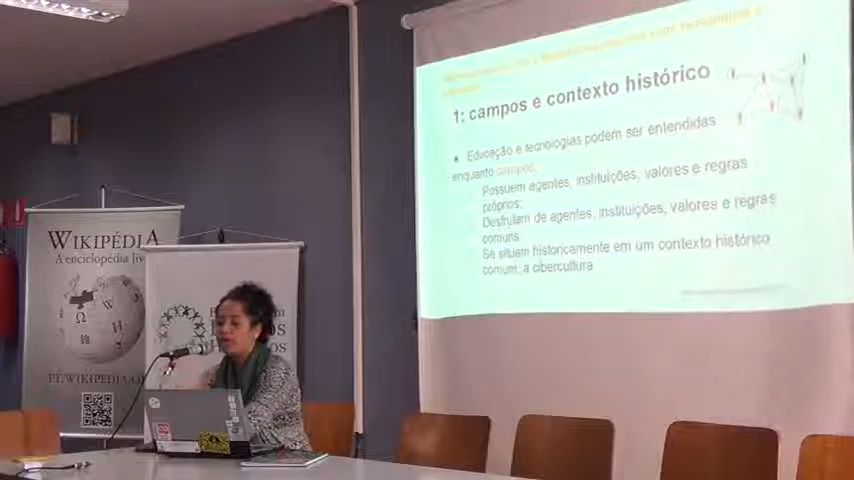 1: campos e contexto histórico
Educação e tecnologias podem ser entendidas
enquanto campos.
Possuem agentes, instituições, valores e regras
próprios;
Desfrutam de agentes, instituições, valores e regras
comuns
Se situam historicamente em um contexto histórico
comum: a cibercultura
WIKIPÉDIA
A enciclopédia liv
PT.WIKIPEDIA.O